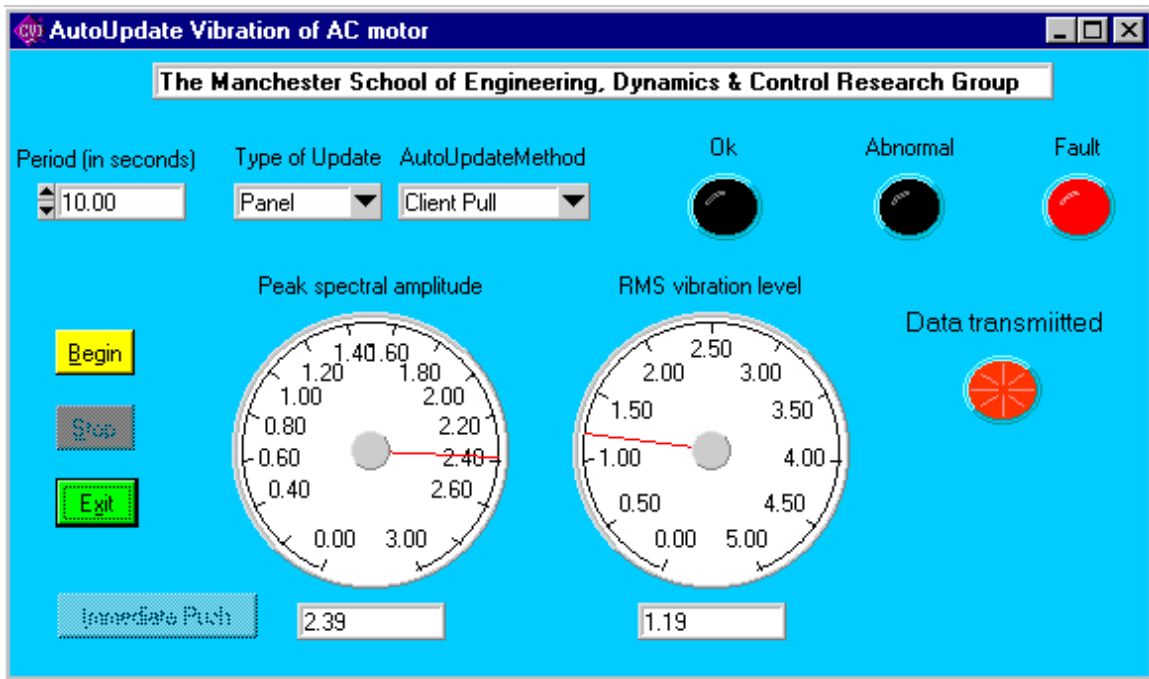 CVI AutoUpdate Vibration of AC motor
The Manchester School of Engineering, Dynamics & Control Research Group
Period (in seconds)
10.00
Type of Update
Panel
AutoUpdateMethod
Client Pull
Ok
Abnormal
Fault
Begin
Stop
Exit
Immediate Push
Peak spectral amplitude
0.00
0.40
0.60
0.80
1.00
1.20
1.40
1.60
1.80
2.00
2.20
2.40
2.60
3.00
2.39
RMS vibration level
0.00
0.50
1.00
1.50
2.00
2.50
3.00
3.50
4.00
4.50
5.00
1.19
Data transmiitted